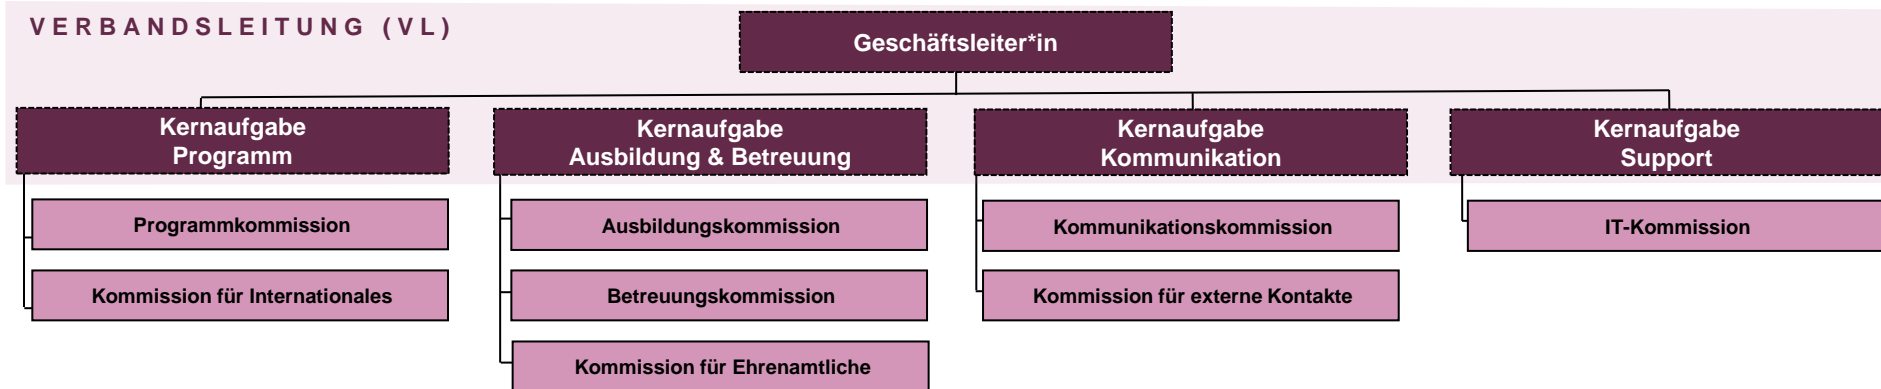 VERBANDSLEITUNG (VL)
Geschäftsleiter*in
Kernaufgabe
Programm
Kernaufgabe
Ausbildung & Betreuung
Kernaufgabe
Kommunikation
Kernaufgabe
Support
Programmkommission
Kommission für Internationales
Ausbildungskommission
Betreuungskommission
Kommission für Ehrenamtliche
Kommunikationskommission
Kommission für externe Kontakte
IT-Kommission